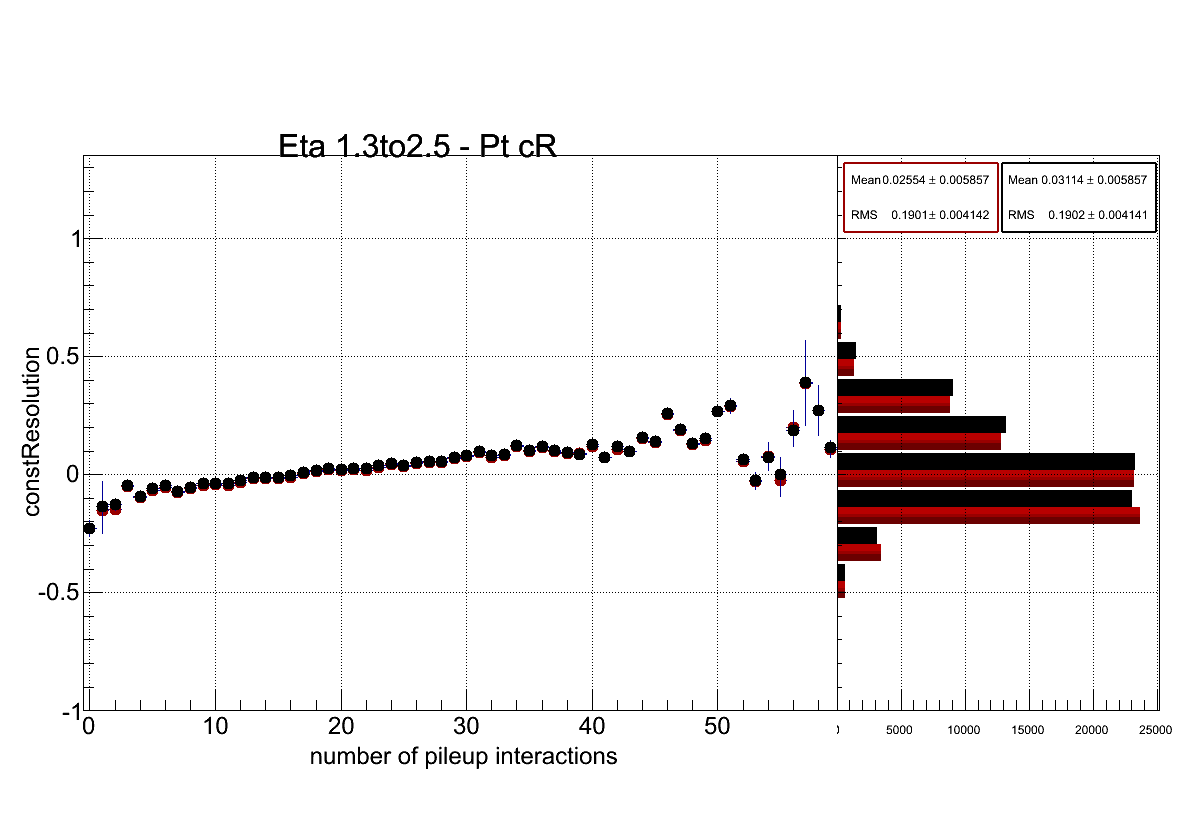 Eta 1.3to2.5 - Pt cR
Mean 0.02554 ± 0.005857
RMS 0.1901± 0.004142
Mean 0.03114 ± 0.005857
RMS 0.1902 ± 0.004141
constResolution
1
0.5
0
-0.5
-1
0 10 20 30 40 50
5000 10000 15000 20000 25000
number of pileup interactions